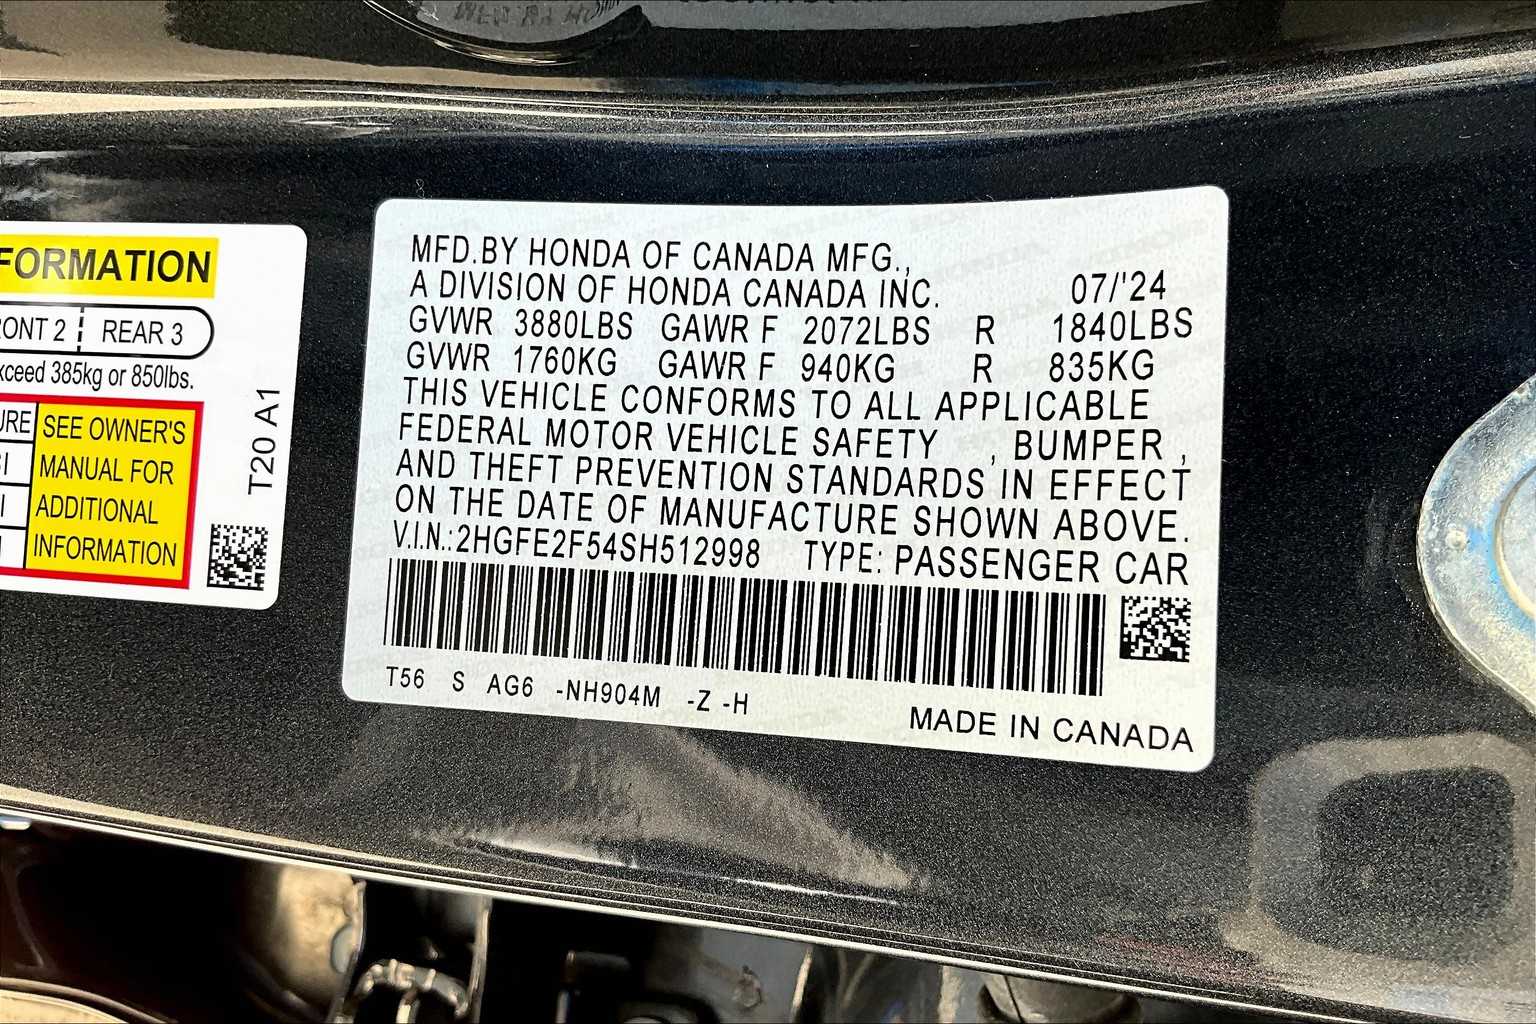 FORMATION
RONT 2 REAR 3
xceed 385kg or 850lbs.
URE
SEE OWNER'S
MANUAL FOR
ADDITIONAL
INFORMATION
T20 A1
MFD.BY HONDA OF CANADA MFG.,
A DIVISION OF HONDA CANADA INC. 07/'24
GVWR 3880LBS GAWR F 2072LBS R 1840LBS
GVWR 1760KG GAWR F 940KG R 835KG
THIS VEHICLE CONFORMS TO ALL APPLICABLE
FEDERAL MOTOR VEHICLE SAFETY , BUMPER ,
AND THEFT PREVENTION STANDARDS IN EFFECT
ON THE DATE OF MANUFACTURE SHOWN ABOVE.
V.I.N.:2HGFE2F54SH512998 TYPE: PASSENGER CAR
T56 S AG6 -NH904M -Z -H
MADE IN CANADA